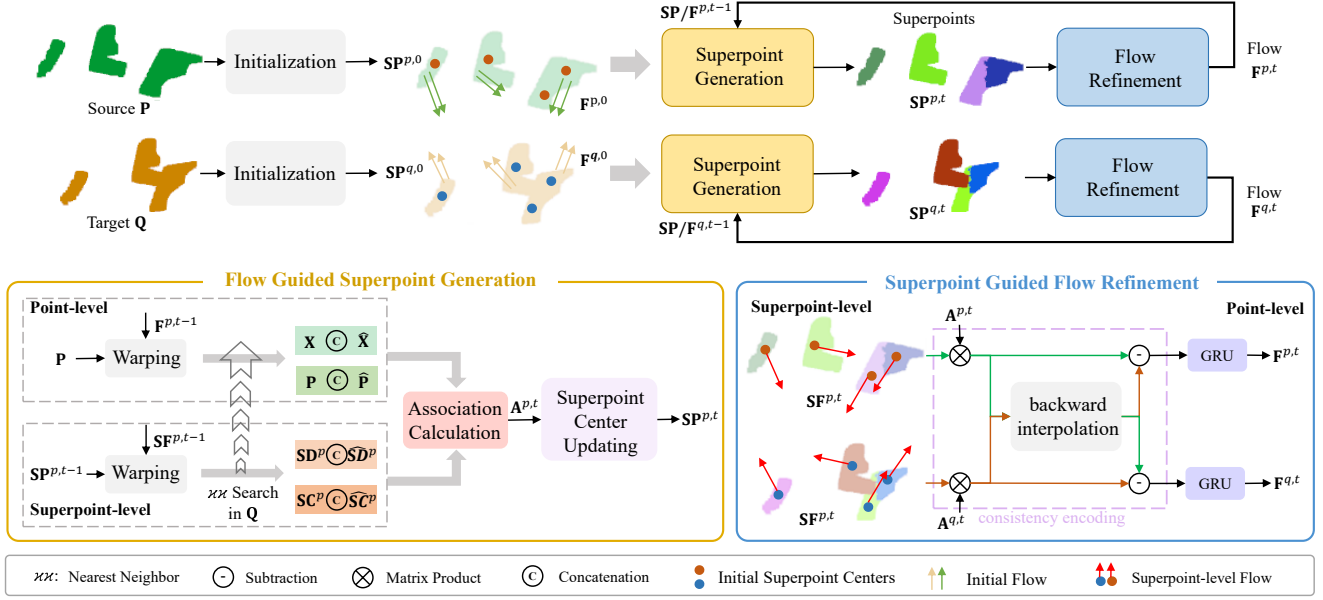 SP/F^{p,t−1}
Superpoints
Initialization
SP^{p,0}
Superpoint
Generation
Flow
Refinement
Flow
F^{p,t}
Source P
F^{p,0}
SP^{p,t}
Initialization
SP^{q,0}
F^{q,0}
Superpoint
Generation
Flow
Refinement
Flow
F^{q,t}
Target Q
SP^{q,t}
SP/F^{q,t−1}
Flow Guided Superpoint Generation
Point-level
F^{p,t−1}
P
Warping
X C X̂
P C P̂
SF^{p,t−1}
SP^{p,t−1}
Warping
SD^p C \widehat{SD}^p
SC^p C \widehat{SC}^p
𝓃𝓃 Search
in Q
Superpoint-level
Association
Calculation
A^{p,t}
Superpoint
Center
Updating
SP^{p,t}
Superpoint Guided Flow Refinement
Superpoint-level
A^{p,t}
Point-level
SF^{p,t}
GRU
F^{p,t}
backward
interpolation
SF^{p,t}
GRU
F^{q,t}
A^{q,t}
consistency encoding
𝓃𝓃: Nearest Neighbor
- Subtraction
⊗ Matrix Product
C Concatenation
Initial Superpoint Centers
Initial Flow
Superpoint-level Flow